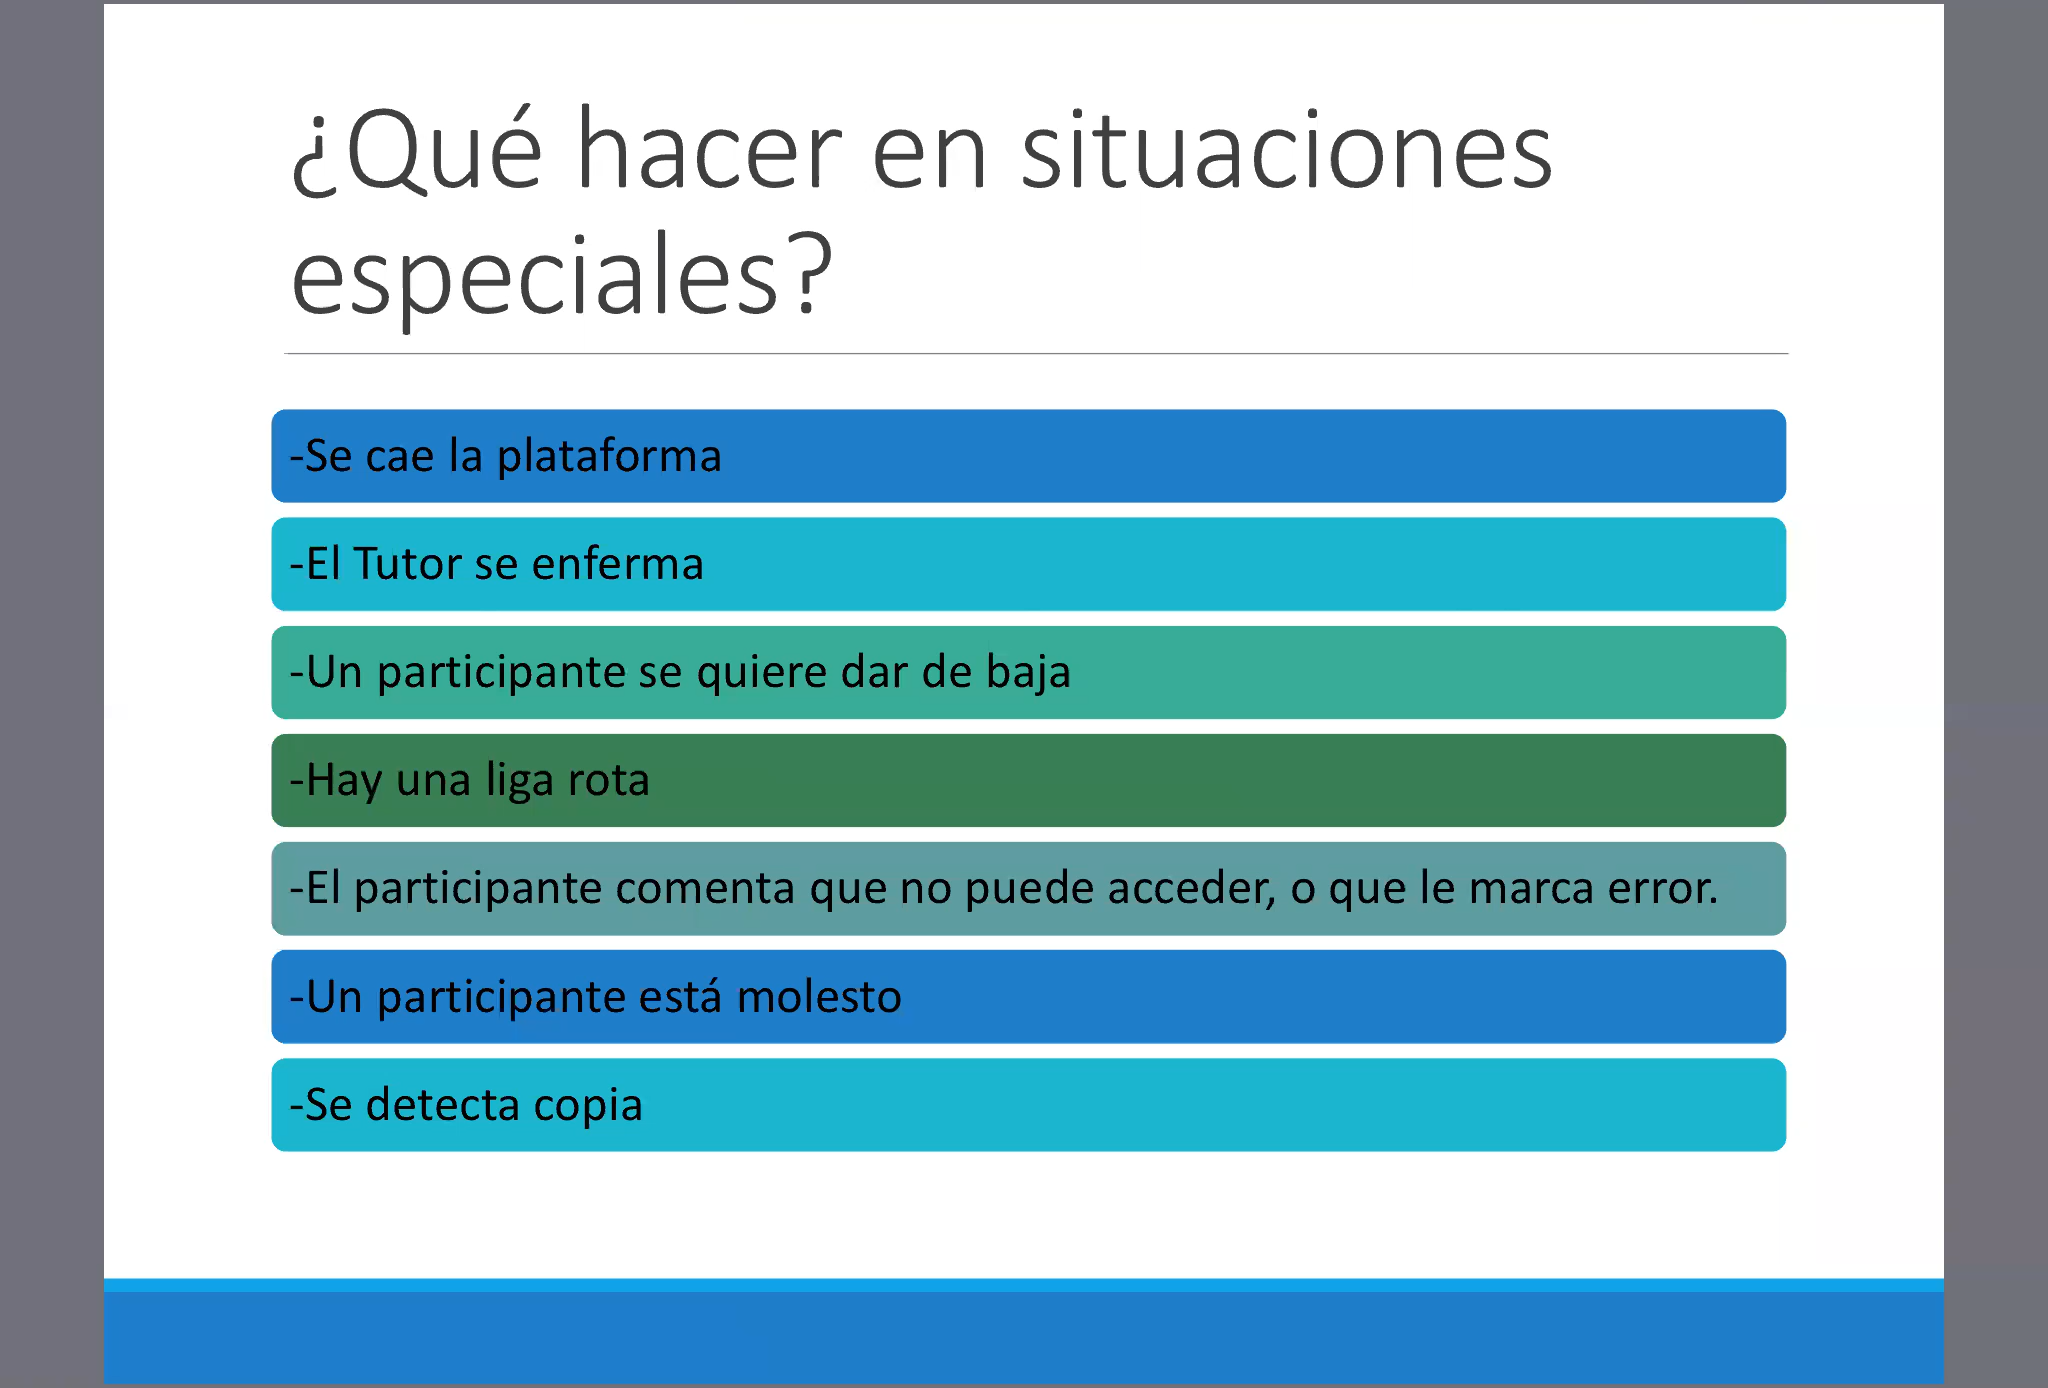 ¿Qué hacer en situaciones
especiales?
-Se cae la plataforma
-El Tutor se enferma
-Un participante se quiere dar de baja
-Hay una liga rota
-El participante comenta que no puede acceder, o que le marca error.
-Un participante está molesto
-Se detecta copia